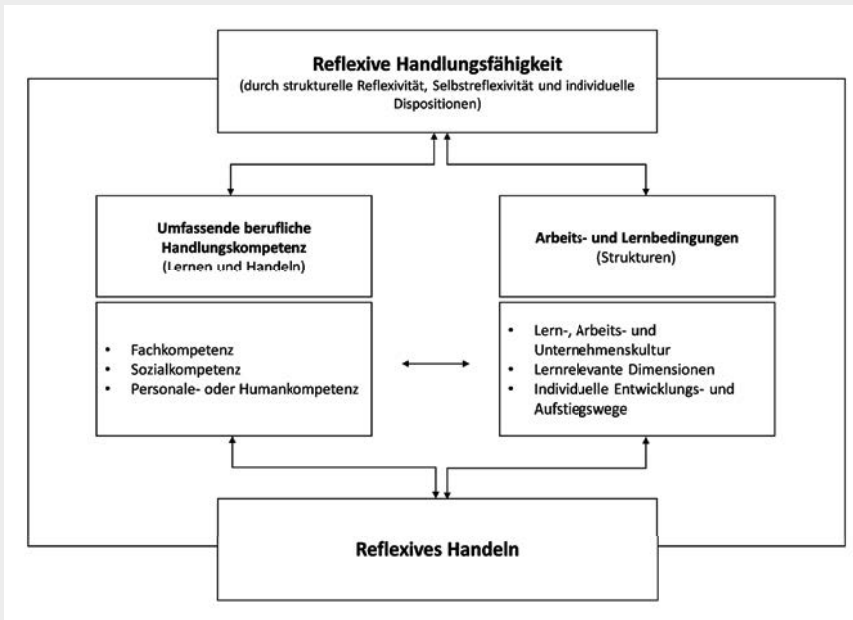 Reflexive Handlungsfähigkeit
(durch strukturelle Reflexivität, Selbstreflexivität und individuelle
Dispositionen)
Umfassende berufliche
Handlungskompetenz
(Lernen und Handeln)
• Fachkompetenz
• Sozialkompetenz
• Personale- oder Humankompetenz
Arbeits- und Lernbedingungen
(Strukturen)
• Lern-, Arbeits- und
Unternehmenskultur
• Lernrelevante Dimensionen
• Individuelle Entwicklungs- und
Aufstiegswege
Reflexives Handeln